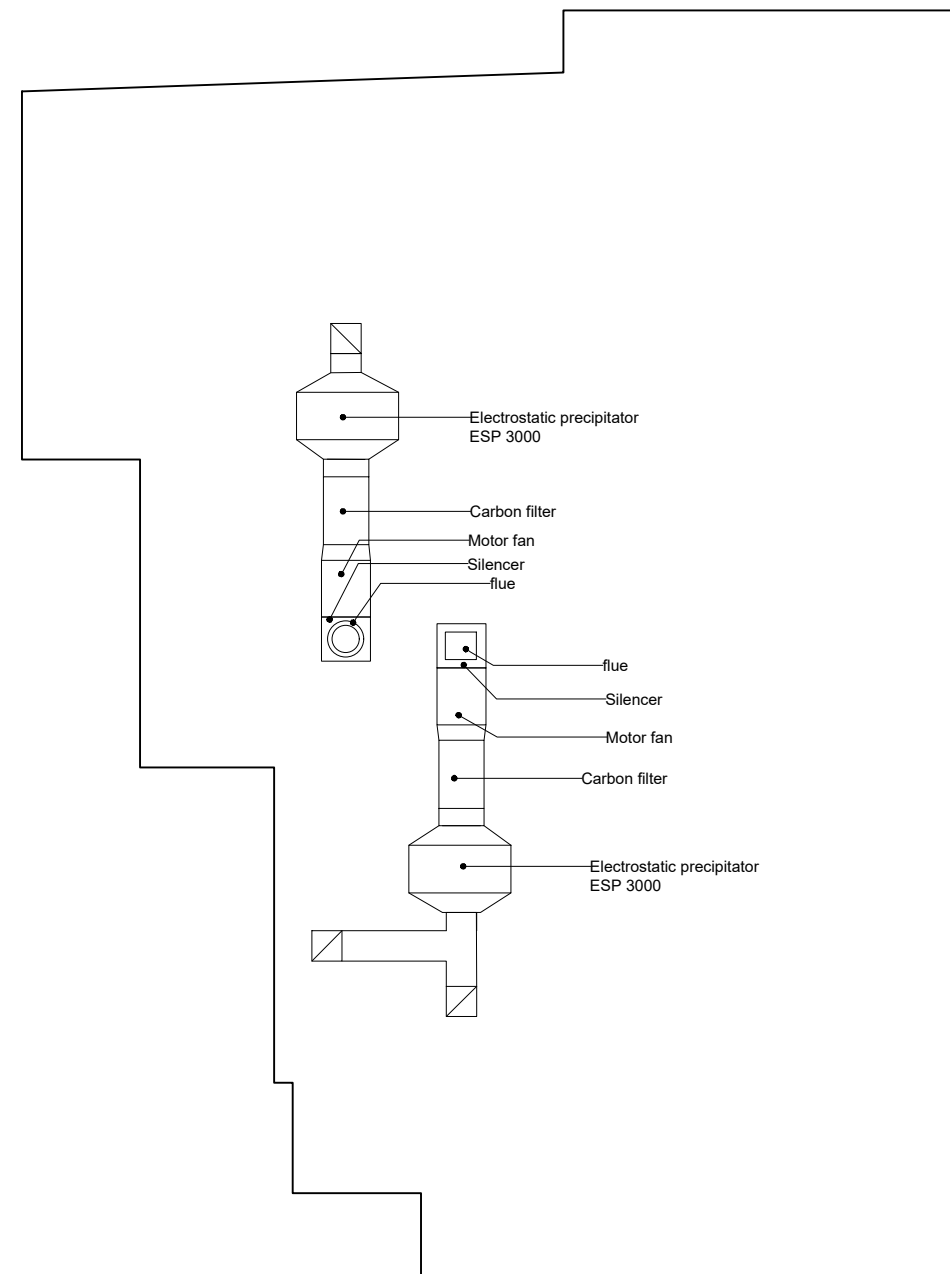 Electrostatic precipitator
ESP 3000
Carbon filter
Motor fan
Silencer
flue
flue
Silencer
Motor fan
Carbon filter
Electrostatic precipitator
ESP 3000